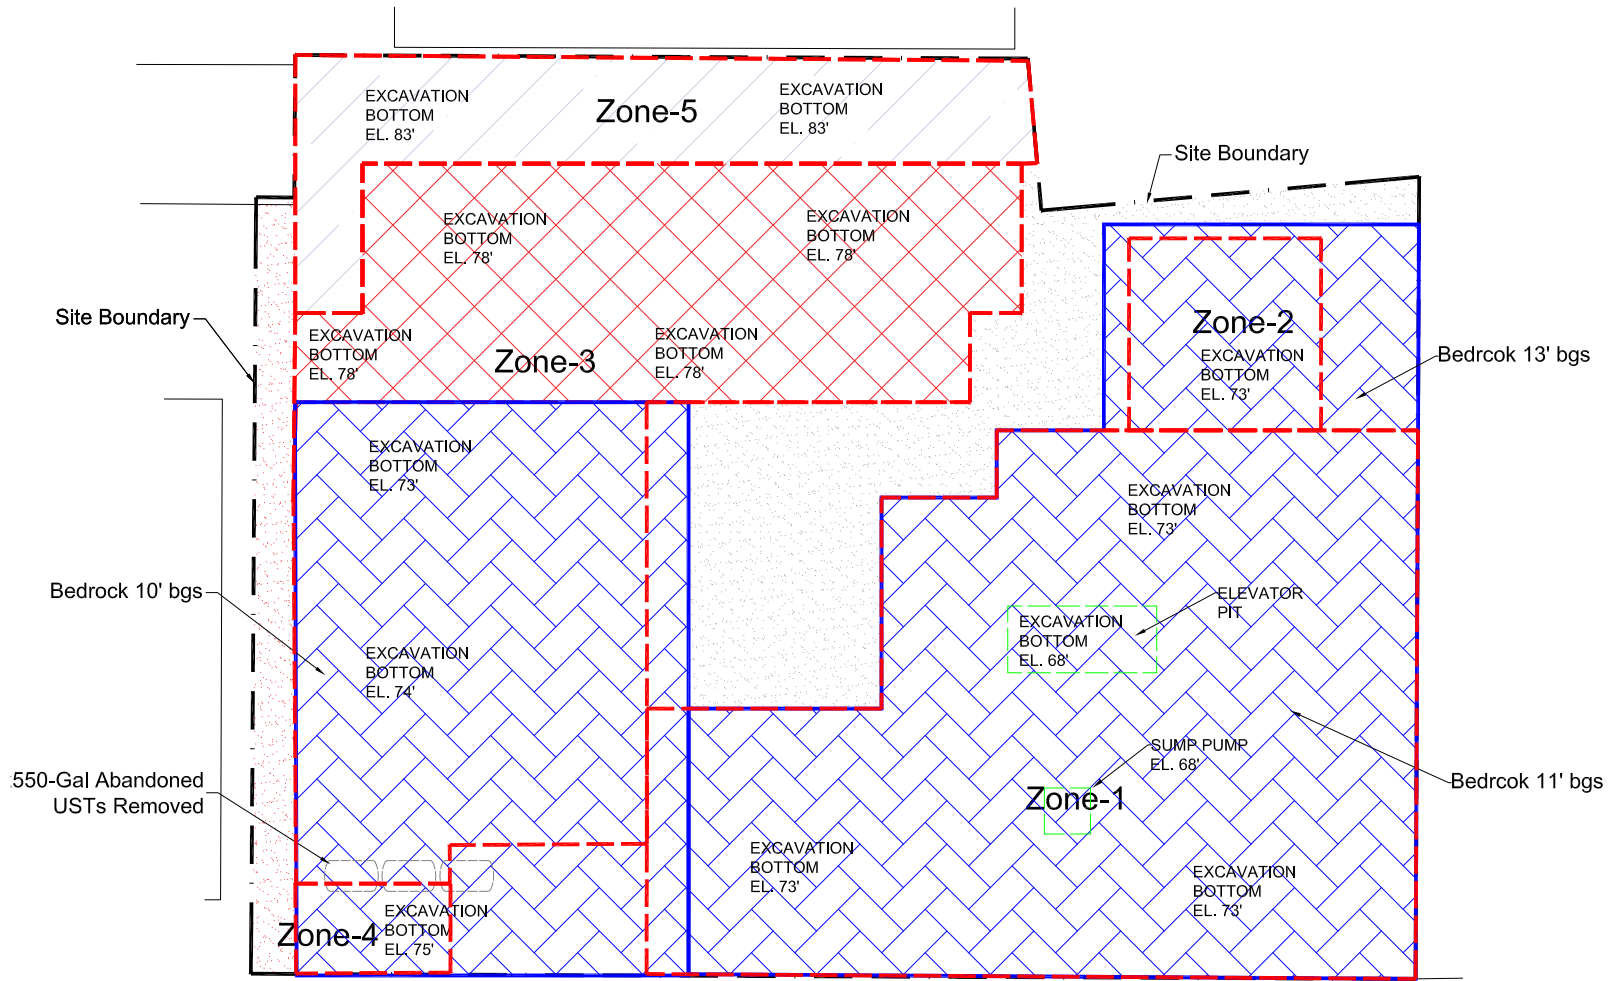 EXCAVATION
BOTTOM
EL. 83'
Zone-5
EXCAVATION
BOTTOM
EL. 83'
Site Boundary
EXCAVATION
BOTTOM
EL. 78'
EXCAVATION
BOTTOM
EL. 78'
Site Boundary
EXCAVATION
BOTTOM
EL. 78'
Zone-3
EXCAVATION
BOTTOM
EL. 78'
Zone-2
EXCAVATION
BOTTOM
EL. 73'
Bedrcok 13' bgs
EXCAVATION
BOTTOM
EL. 73'
EXCAVATION
BOTTOM
EL. 73'
Bedrock 10' bgs
EXCAVATION
BOTTOM
EL. 68'
ELEVATOR
PIT
EXCAVATION
BOTTOM
EL. 74'
SUMP PUMP
EL. 68'
Zone-1
Bedrcok 11' bgs
550-Gal Abandoned
USTs Removed
EXCAVATION
BOTTOM
EL. 73'
EXCAVATION
BOTTOM
EL. 73'
Zone-4
EXCAVATION
BOTTOM
EL. 75'